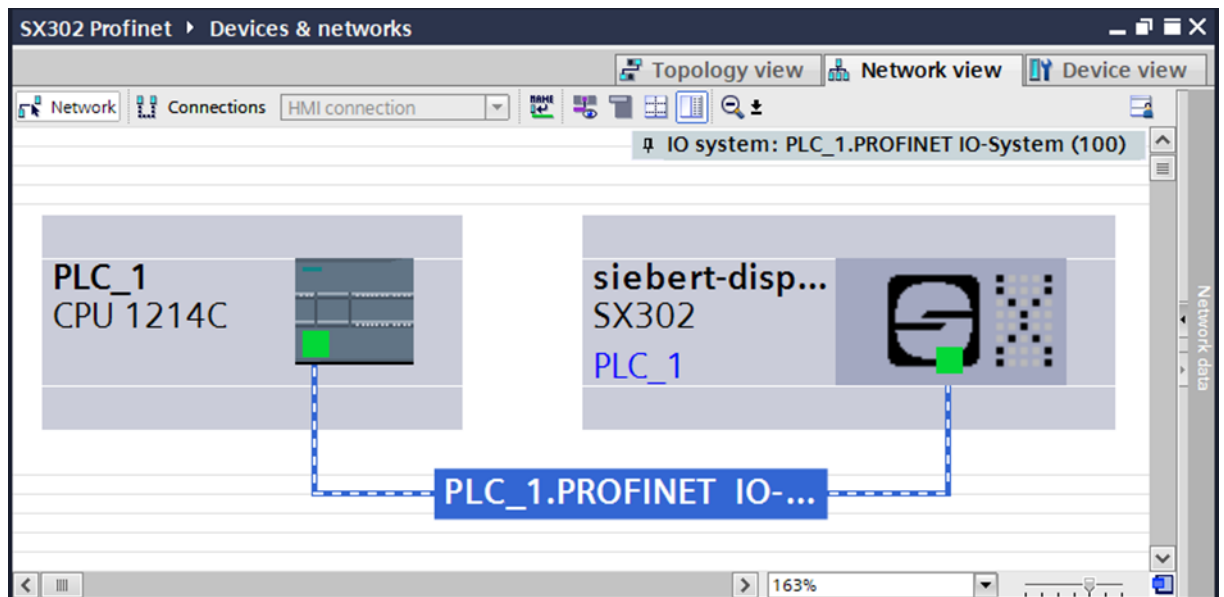 SX302 Profinet ▸ Devices & networks
Topology view Network view Device view
Network Connections HMI connection
IO system: PLC_1.PROFINET IO-System (100)
PLC_1
CPU 1214C
siebert-disp...
SX302
PLC_1
PLC_1.PROFINET IO-...
Network data
163%